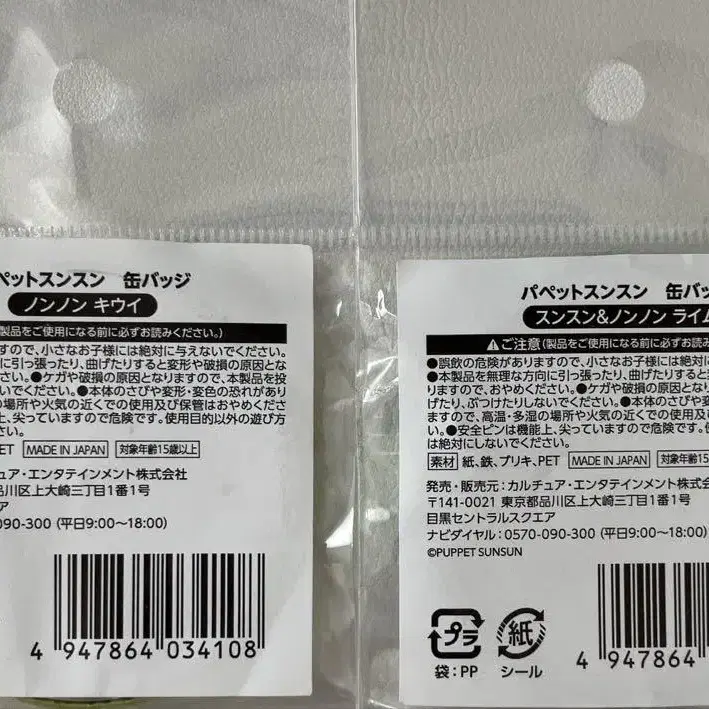 ペットスンスン 缶バッジ
ノンノン キウイ
製品をご使用になる前に必ずお読みください。)
すので、小さなお子様には絶対に与えないでください。
に引っ張ったり、曲げたりすると変形や破損の原因とな
さい。●ケガや破損の原因となりますので、本製品を投
いでください。●本体のさびや変形・変色の恐れがあり
の場所や火気の近くでの使用及び保管はおやめくださ
上、尖っていますので危険です。使用目的以外の遊び方
さい。
ET MADE IN JAPAN 対象年齢15歳以上
チュア・エンタテインメント株式会社
品川区上大崎三丁目1番1号
ア
090-300 (平日9:00〜18:00)
4 947864 034108
パペットスンスン 缶バッ
スンスン&ノンノン ライム
⚠ご注意(製品をご使用になる前に必ずお読み
●誤飲の危険がありますので、小さなお子様には絶対に
●本製品を無理な方向に引っ張ったり、曲げたりすると
りますので、おやめください。●ケガや破損の原因とな
げたり、ぶつけたりしないでください。●本体のさびや変
ますので、高温・多湿の場所や火気の近くでの使用及び
い。●安全ピンは機能上、尖っていますので危険です。使
は絶対にしないでください。
素材 紙、鉄、ブリキ、PET MADE IN JAPAN 対象年齢15
発売・販売元:カルチュア・エンタテインメント株式会
〒141-0021 東京都品川区上大崎三丁目1番1号
目黒セントラルスクエア
ナビダイヤル:0570-090-300 (平日9:00〜18:00)
©PUPPET SUNSUN
プラ 紙
袋:PP シール
4 947864